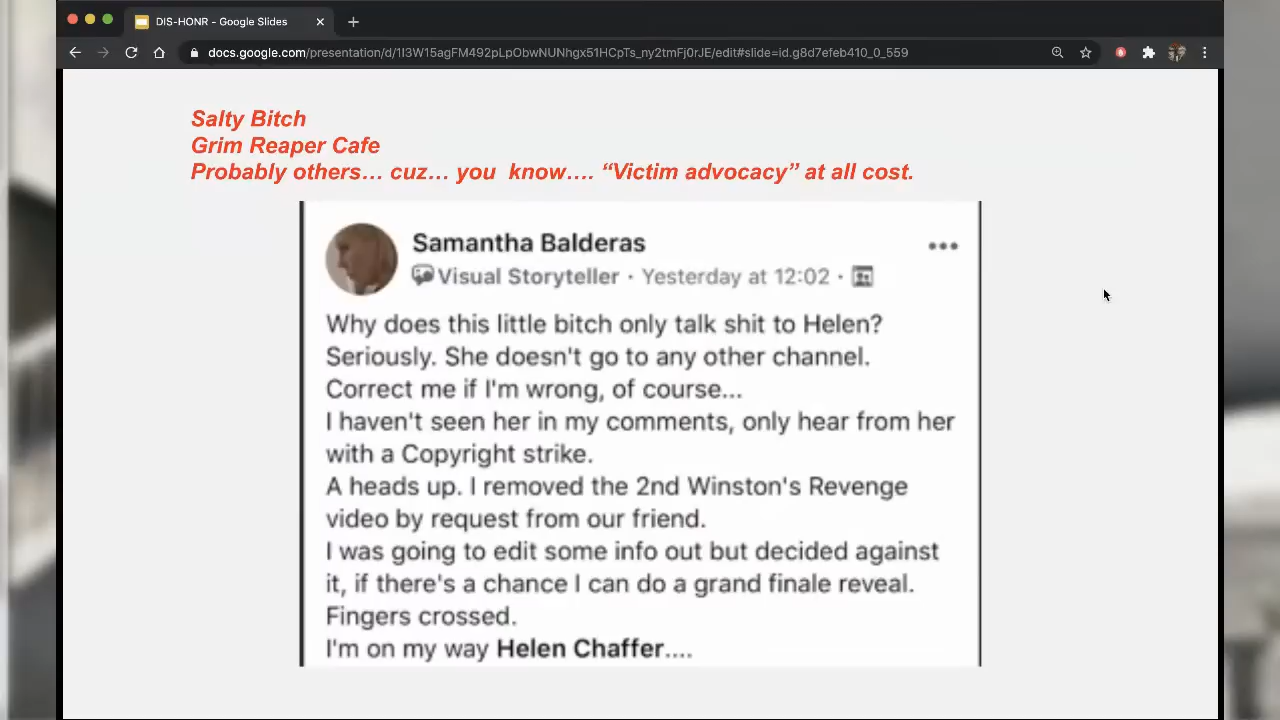 DIS-HONR - Google Slides
docs.google.com/presentation/d/1I3W15agFM492pLpObwNUNhgx51HCpTs_ny2tmFj0rJE/edit#slide=id.g8d7efeb410_0_559
Salty Bitch
Grim Reaper Cafe
Probably others… cuz… you  know…. “Victim advocacy” at all cost.
Samantha Balderas
Visual Storyteller · Yesterday at 12:02 ·
Why does this little bitch only talk shit to Helen?
Seriously. She doesn't go to any other channel.
Correct me if I'm wrong, of course...
I haven't seen her in my comments, only hear from her
with a Copyright strike.
A heads up. I removed the 2nd Winston's Revenge
video by request from our friend.
I was going to edit some info out but decided against
it, if there's a chance I can do a grand finale reveal.
Fingers crossed.
I'm on my way Helen Chaffer....